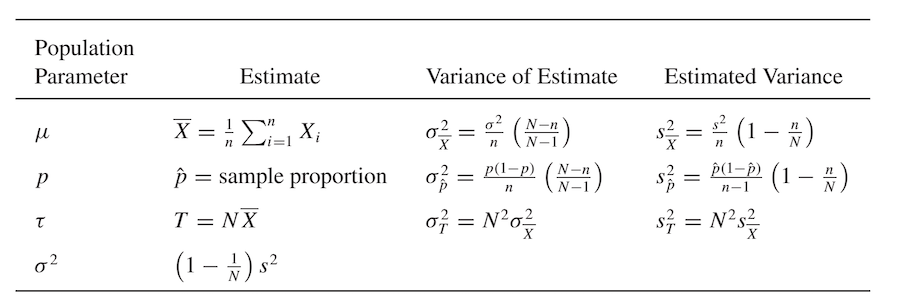 Population
Parameter Estimate Variance of Estimate Estimated Variance
μ X̅ = 1/n ∑ⁿᵢ₌₁ Xᵢ σ²_X̅ = σ²/n ((N−n)/(N−1)) s²_X̅ = s²/n (1 − n/N)
p p̂ = sample proportion σ²_p̂ = p(1−p)/n ((N−n)/(N−1)) s²_p̂ = p̂(1−p̂)/(n−1) (1 − n/N)
τ T = NX̅ σ²_T = N²σ²_X̅ s²_T = N²s²_X̅
σ² (1 − 1/N) s²